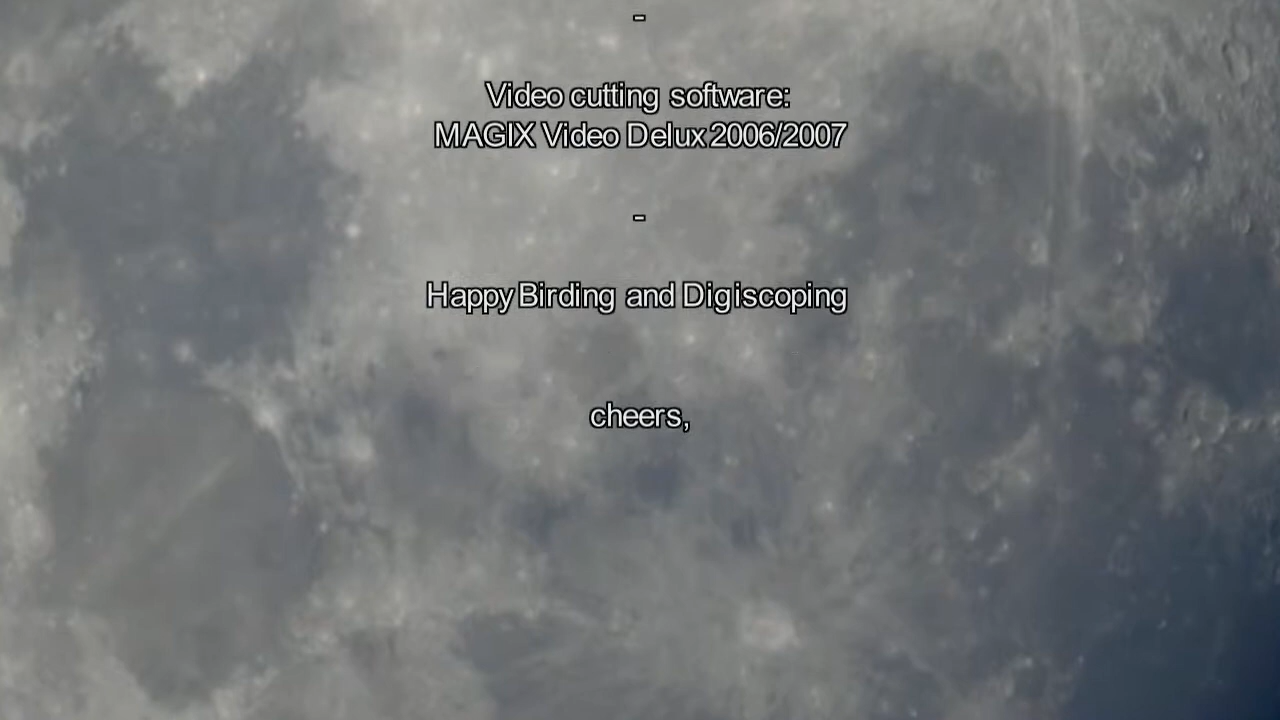 -
Video cutting software:
MAGIX Video Delux 2006/2007
-
Happy Birding and Digiscoping
cheers,